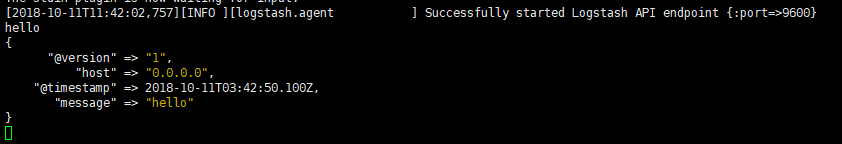 The stdin plugin is now waiting for input:
[2018-10-11T11:42:02,757][INFO ][logstash.agent           ] Successfully started Logstash API endpoint {:port=>9600}
hello
{
      "@version" => "1",
          "host" => "0.0.0.0",
    "@timestamp" => 2018-10-11T03:42:50.100Z,
       "message" => "hello"
}